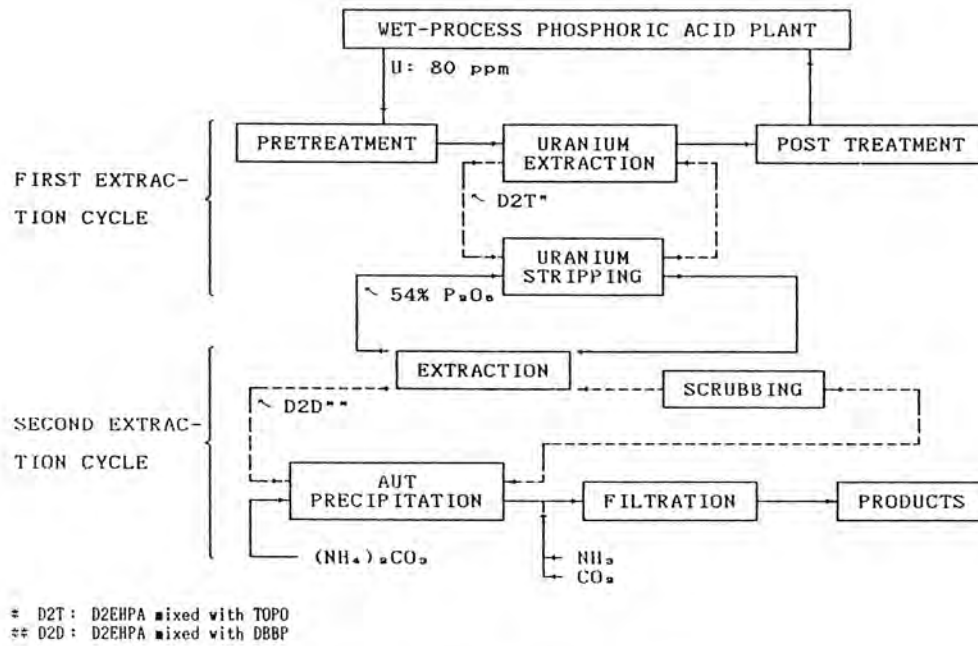 WET-PROCESS PHOSPHORIC ACID PLANT
U: 80 ppm
PRETREATMENT
URANIUM
EXTRACTION
POST TREATMENT
FIRST EXTRAC-
TION CYCLE
D2T*
URANIUM
STRIPPING
54% P₂O₅
EXTRACTION
SCRUBBING
D2D**
SECOND EXTRAC-
TION CYCLE
AUT
PRECIPITATION
FILTRATION
PRODUCTS
(NH₄)₂CO₃
NH₃
CO₂
* D2T: D2EHPA mixed with TOPO
** D2D: D2EHPA mixed with DBBP